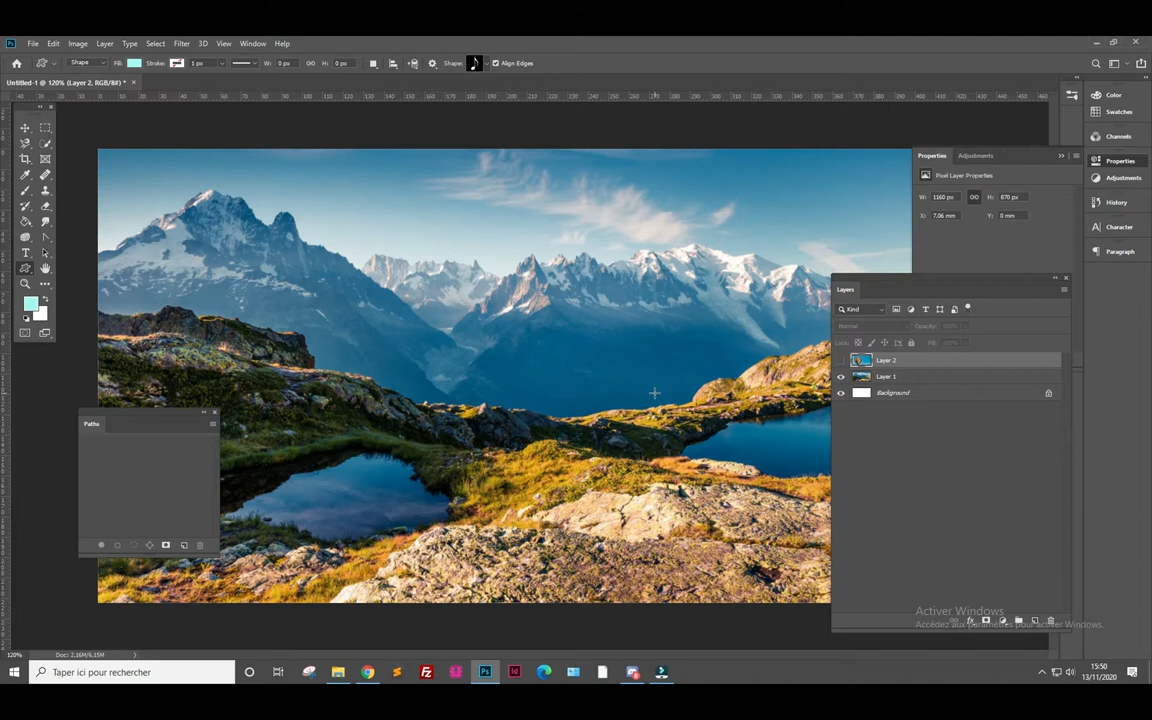 Ps File Edit Image Layer Type Select Filter 3D View Window Help
Shape Fill: Stroke: 1 px W: 0 px H: 0 px Shape: Align Edges
Untitled-1 @ 120% (Layer 2, RGB/8#) *
Color
Swatches
Channels
Properties
Adjustments
History
Character
Paragraph
Properties Adjustments
Pixel Layer Properties
W: 1160 px H: 870 px
X: 7,06 mm Y: 0 mm
Layers
Kind
Normal Opacity: 100%
Lock: Fill: 100%
Layer 2
Layer 1
Background
Paths
Activer Windows
Accédez aux paramètres pour activer Windows.
120% Doc: 2,16M/6,15M
Taper ici pour rechercher
15:50
13/11/2020